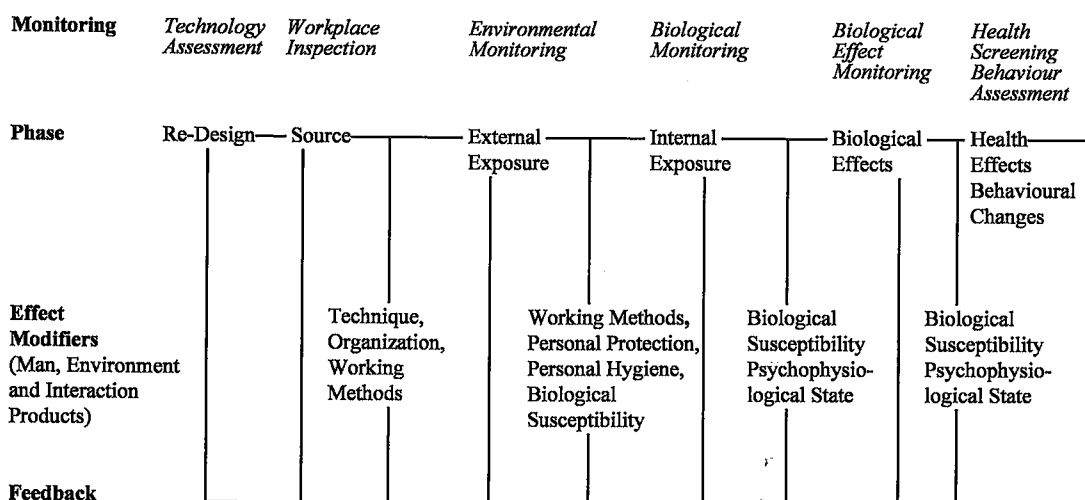 Monitoring
Technology
Assessment
Workplace
Inspection
Environmental
Monitoring
Biological
Monitoring
Biological
Effect
Monitoring
Health
Screening
Behaviour
Assessment
Phase
Re-Design
Source
External
Exposure
Internal
Exposure
Biological
Effects
Health
Effects
Behavioural
Changes
Effect
Modifiers
(Man, Environment
and Interaction
Products)
Technique,
Organization,
Working
Methods
Working Methods,
Personal Protection,
Personal Hygiene,
Biological
Susceptibility
Biological
Susceptibility
Psychophysio-
logical State
Biological
Susceptibility
Psychophysio-
logical State
Feedback